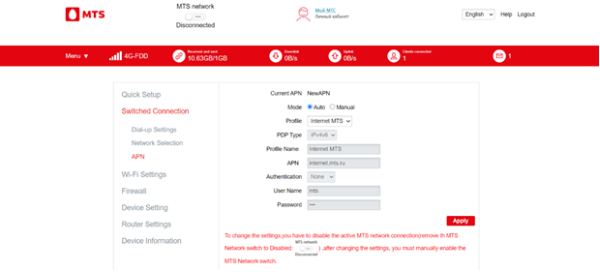 MTS
MTS network
Disconnected
Мой МТС
Личный кабинет
English
Help
Logout
Menu ▼
4G-FDD
Received and sent
10.63GB/1GB
Downlink
0B/s
Uplink
0B/s
Clients connected
1
1
Quick Setup
Switched Connection
Dial-up Settings
Network Selection
APN
Wi-Fi Settings
Firewall
Device Setting
Router Settings
Device Information
Current APN NewAPN
Mode Auto Manual
Profile Internet MTS
PDP Type IPv4v6
Profile Name Internet MTS
APN internet.mts.ru
Authentication None
User Name mts
Password •••
Apply
To change the settings,you have to disable the active MTS network connection(remove th MTS
Network switch to Disabled MTS network Disconnected ,after changing the settings, you must manually enable the
MTS Network switch.